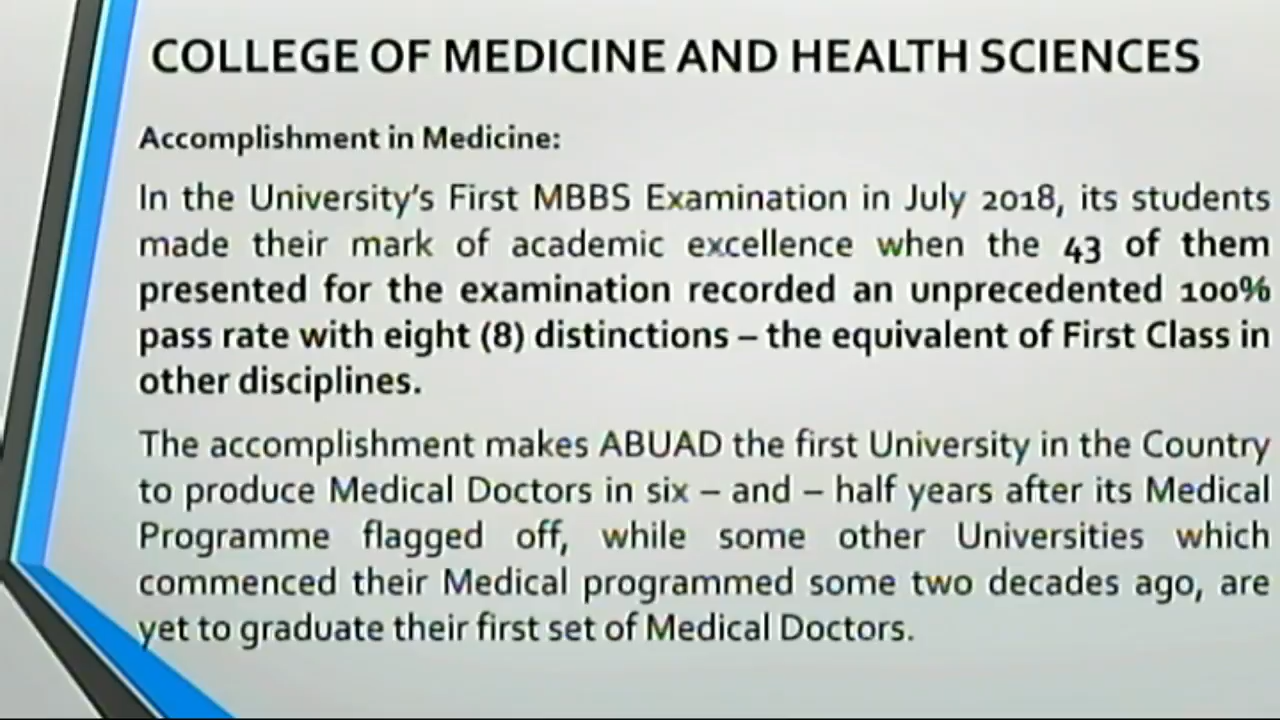 COLLEGE OF MEDICINE AND HEALTH SCIENCES
Accomplishment in Medicine:
In the University's First MBBS Examination in July 2018, its students
made their mark of academic excellence when the 43 of them
presented for the examination recorded an unprecedented 100%
pass rate with eight (8) distinctions – the equivalent of First Class in
other disciplines.
The accomplishment makes ABUAD the first University in the Country
to produce Medical Doctors in six – and – half years after its Medical
Programme flagged off, while some other Universities which
commenced their Medical programmed some two decades ago, are
yet to graduate their first set of Medical Doctors.